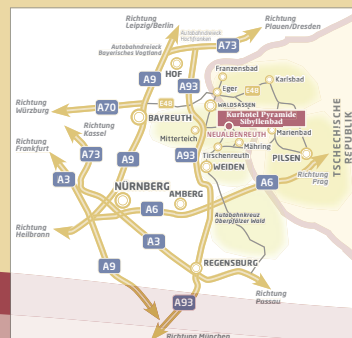 Richtung
Leipzig/Berlin
Richtung
Plauen/Dresden
Autobahndreieck
Hochfranken
A73
Autobahndreieck
Bayerisches Vogtland
HOF
Franzensbad
Karlsbad
A9
A93
Eger
E48
E48
WALDSASSEN
A70
Richtung
Würzburg
BAYREUTH
Kurhotel Pyramide
Sibyllenbad
Richtung
Kassel
NEUALBENREUTH
Marienbad
Mitterteich
Mähring
Richtung
Frankfurt
A73
A9
A93
Tirschenreuth
PILSEN
WEIDEN
TSCHECHISCHE
REPUBLIK
A3
NÜRNBERG
AMBERG
A6
Richtung
Prag
A6
Autobahnkreuz
Oberpfälzer Wald
Richtung
Heilbronn
A3
A9
REGENSBURG
Richtung
Passau
A93
Richtung München